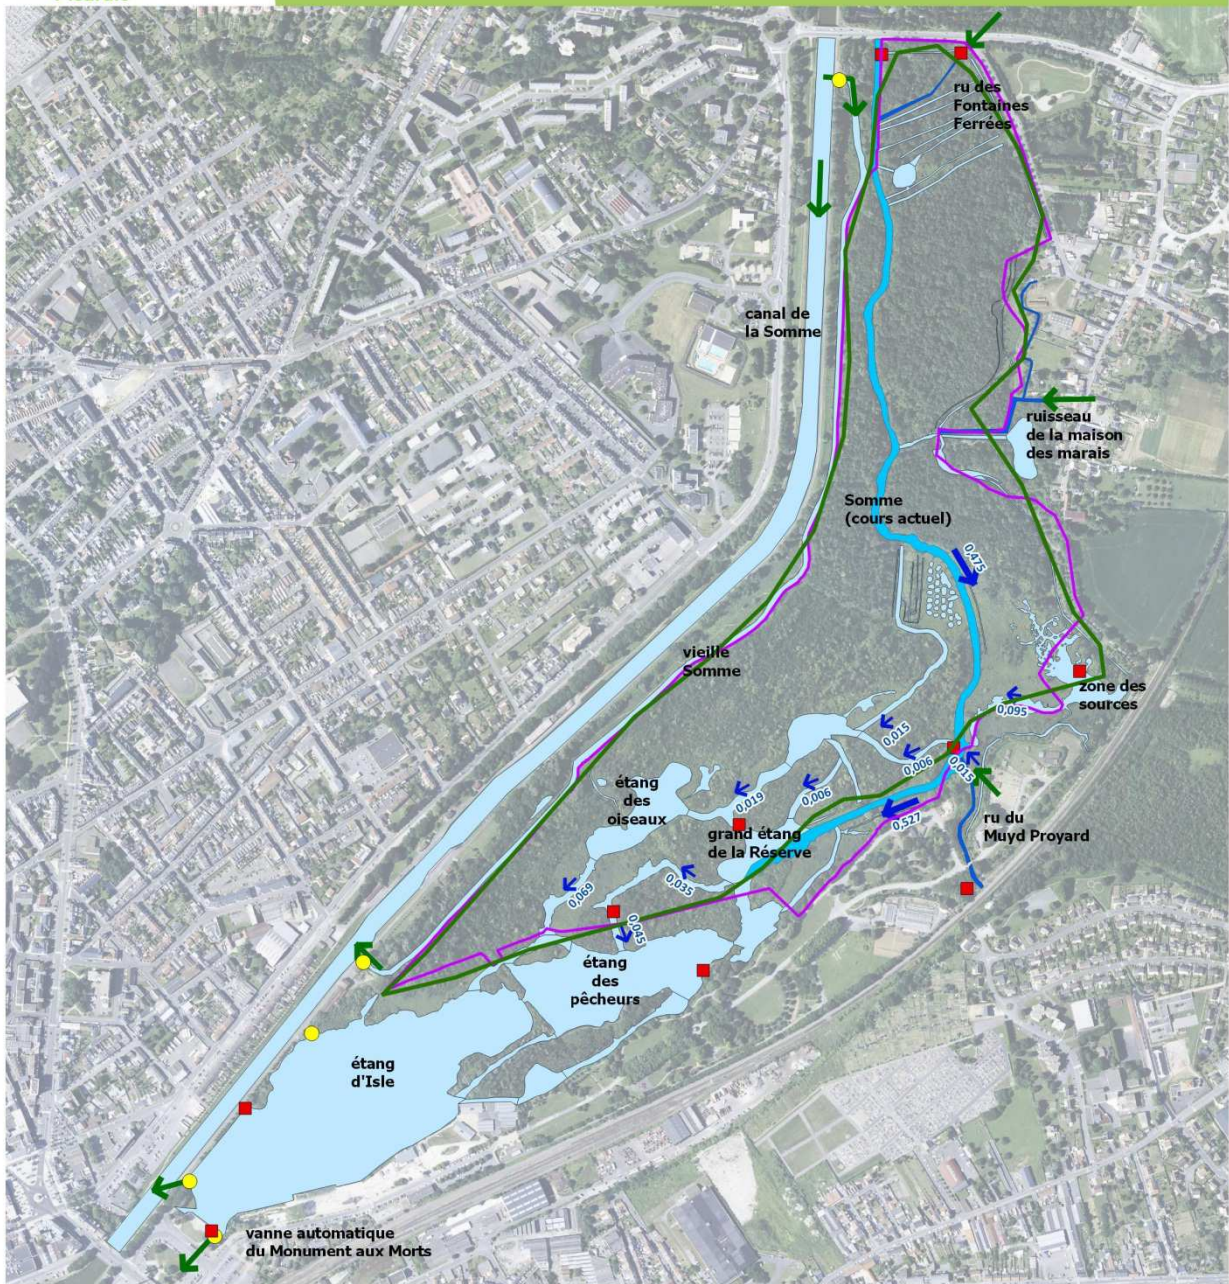 ru des
Fontaines
Ferrées
canal de
la Somme
ruisseau
de la maison
des marais
Somme
(cours actuel)
0,475
vieille
Somme
zone des
sources
0,095
0,015
0,006
0,015
étang
des
oiseaux
0,019
0,006
grand étang
de la Réserve
0,527
ru du
Muyd Proyard
0,069
0,035
0,045
étang
des
pêcheurs
étang
d'Isle
vanne automatique
du Monument aux Morts